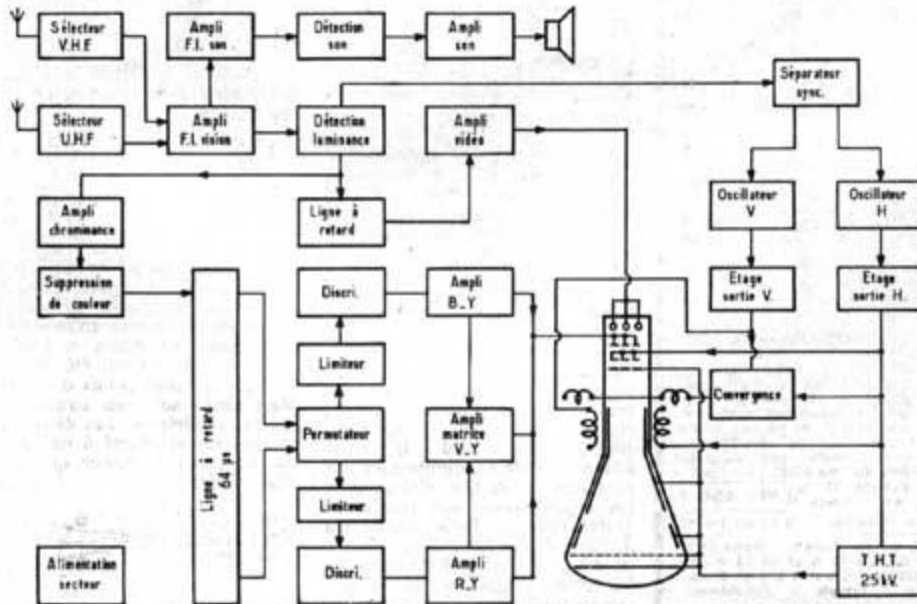 Sélecteur
V.H.F.
Ampli
F.I. son
Détection
son
Ampli
son
Séparateur
sync.
Sélecteur
U.H.F
Ampli
F.I. vision
Détection
luminance
Ampli
vidéo
Oscillateur
V
Oscillateur
H
Ampli
chrominance
Ligne à
retard
Suppression
de couleur
Discri.
Ampli
B_Y
Etage
sortie V.
Etage
sortie H.
Limiteur
Convergence
Ligne à retard
64 µs
Permutateur
Ampli
matrice
V_Y
Limiteur
Alimentation
secteur
Discri.
Ampli
R_Y
T.H.T.
25kV.